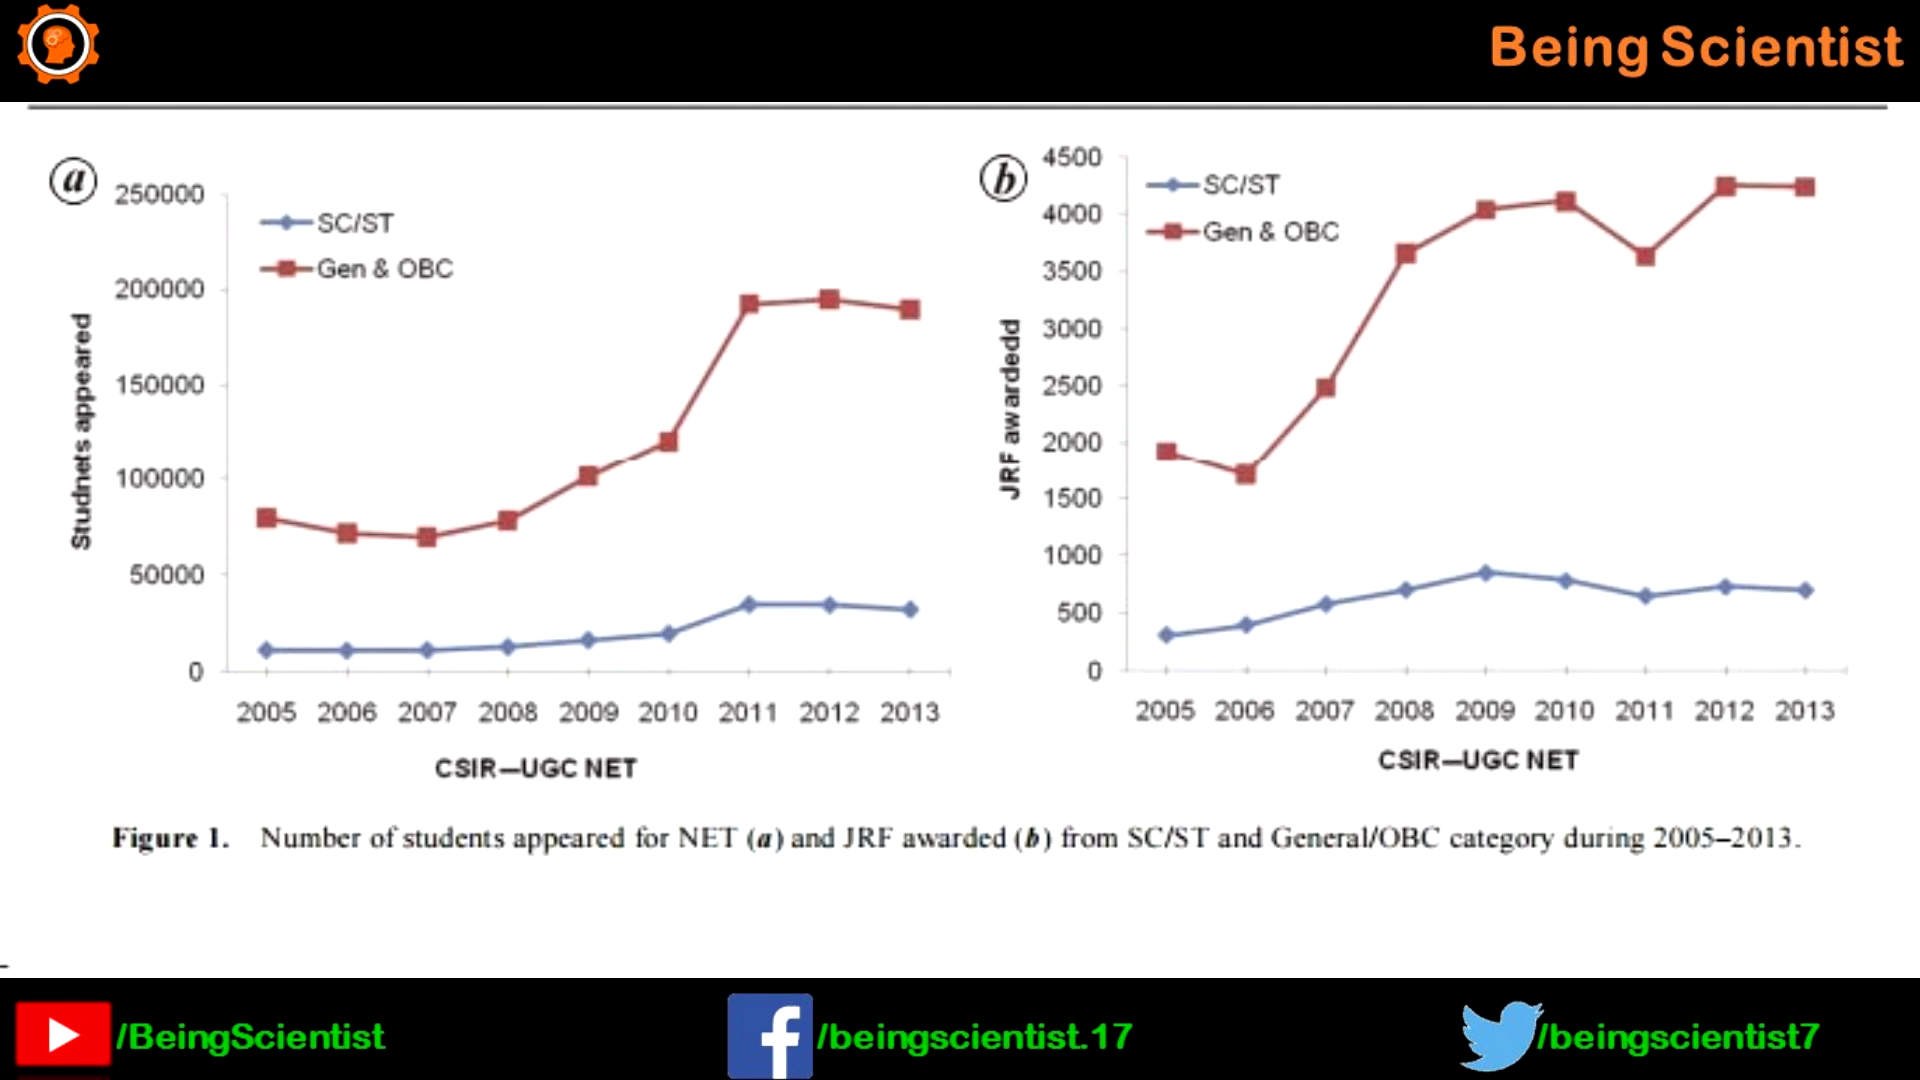 Being Scientist
a
250000
200000
150000
100000
50000
0
SC/ST
Gen & OBC
Studnets appeared
2005 2006 2007 2008 2009 2010 2011 2012 2013
CSIR—UGC NET
b
4500
4000
3500
3000
2500
2000
1500
1000
500
0
SC/ST
Gen & OBC
JRF awardedd
2005 2006 2007 2008 2009 2010 2011 2012 2013
CSIR—UGC NET
Figure 1. Number of students appeared for NET (a) and JRF awarded (b) from SC/ST and General/OBC category during 2005–2013.
/BeingScientist
/beingscientist.17
/beingscientist7